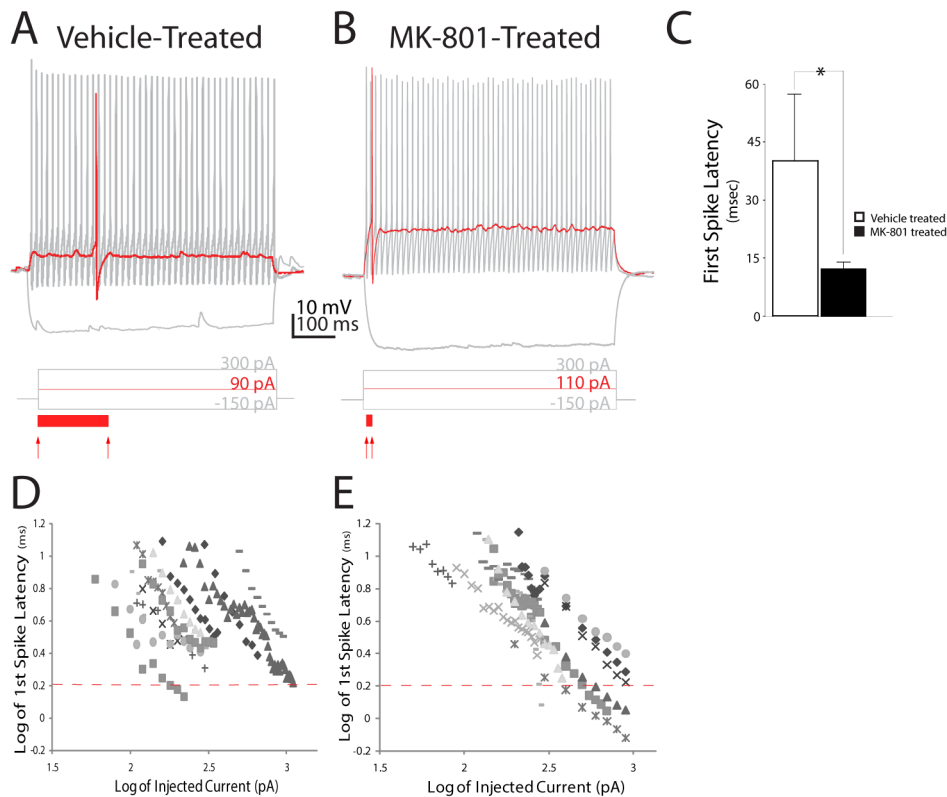 A
Vehicle-Treated
B
MK-801-Treated
C
10 mV
100 ms
300 pA
90 pA
-150 pA
300 pA
110 pA
-150 pA
60
45
30
15
0
*
First Spike Latency
(msec)
Vehicle treated
MK-801 treated
D
1.2
1
0.8
0.6
0.4
0.2
0
-0.2
1.5
2
2.5
3
Log of 1st Spike Latency (ms)
Log of Injected Current (pA)
E
1.2
1
0.8
0.6
0.4
0.2
0
-0.2
1.5
2
2.5
3
Log of 1st Spike Latency (ms)
Log of Injected Current (pA)